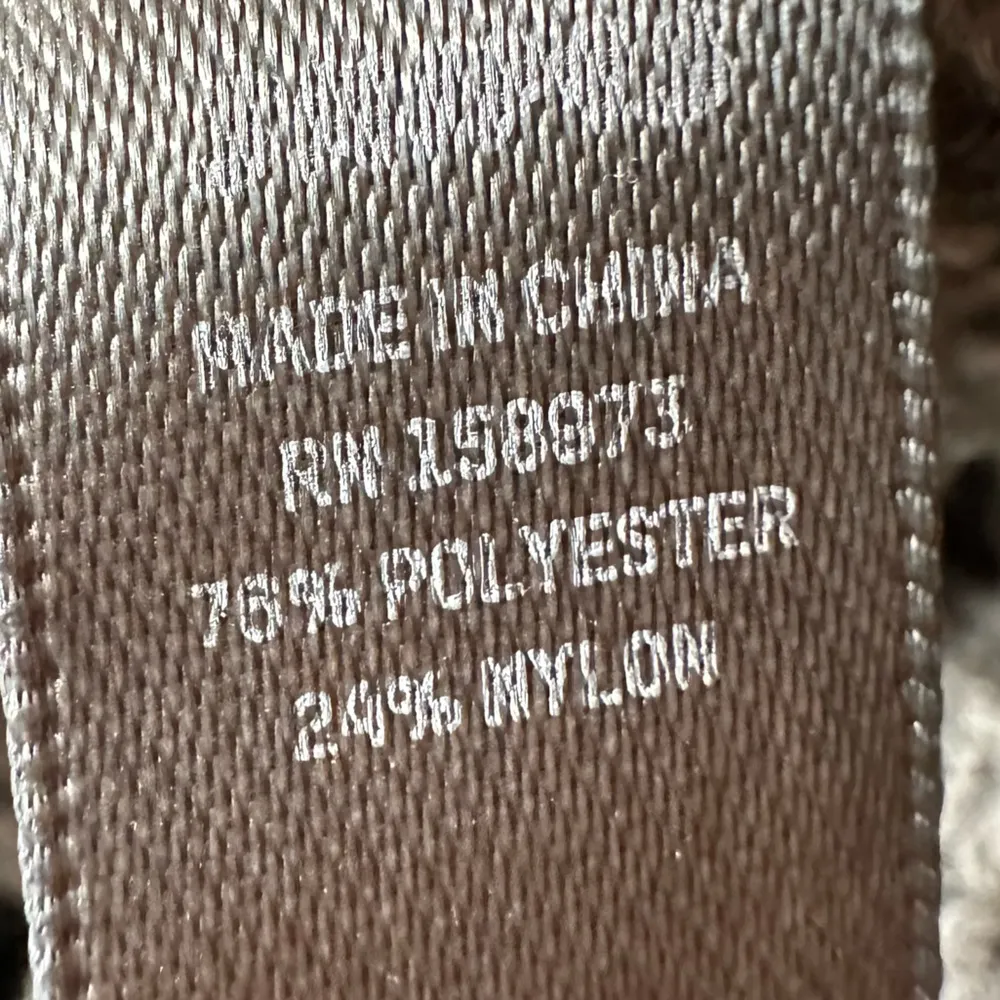 MADE IN CHINA
RN 158873
76% POLYESTER
24% NYLON